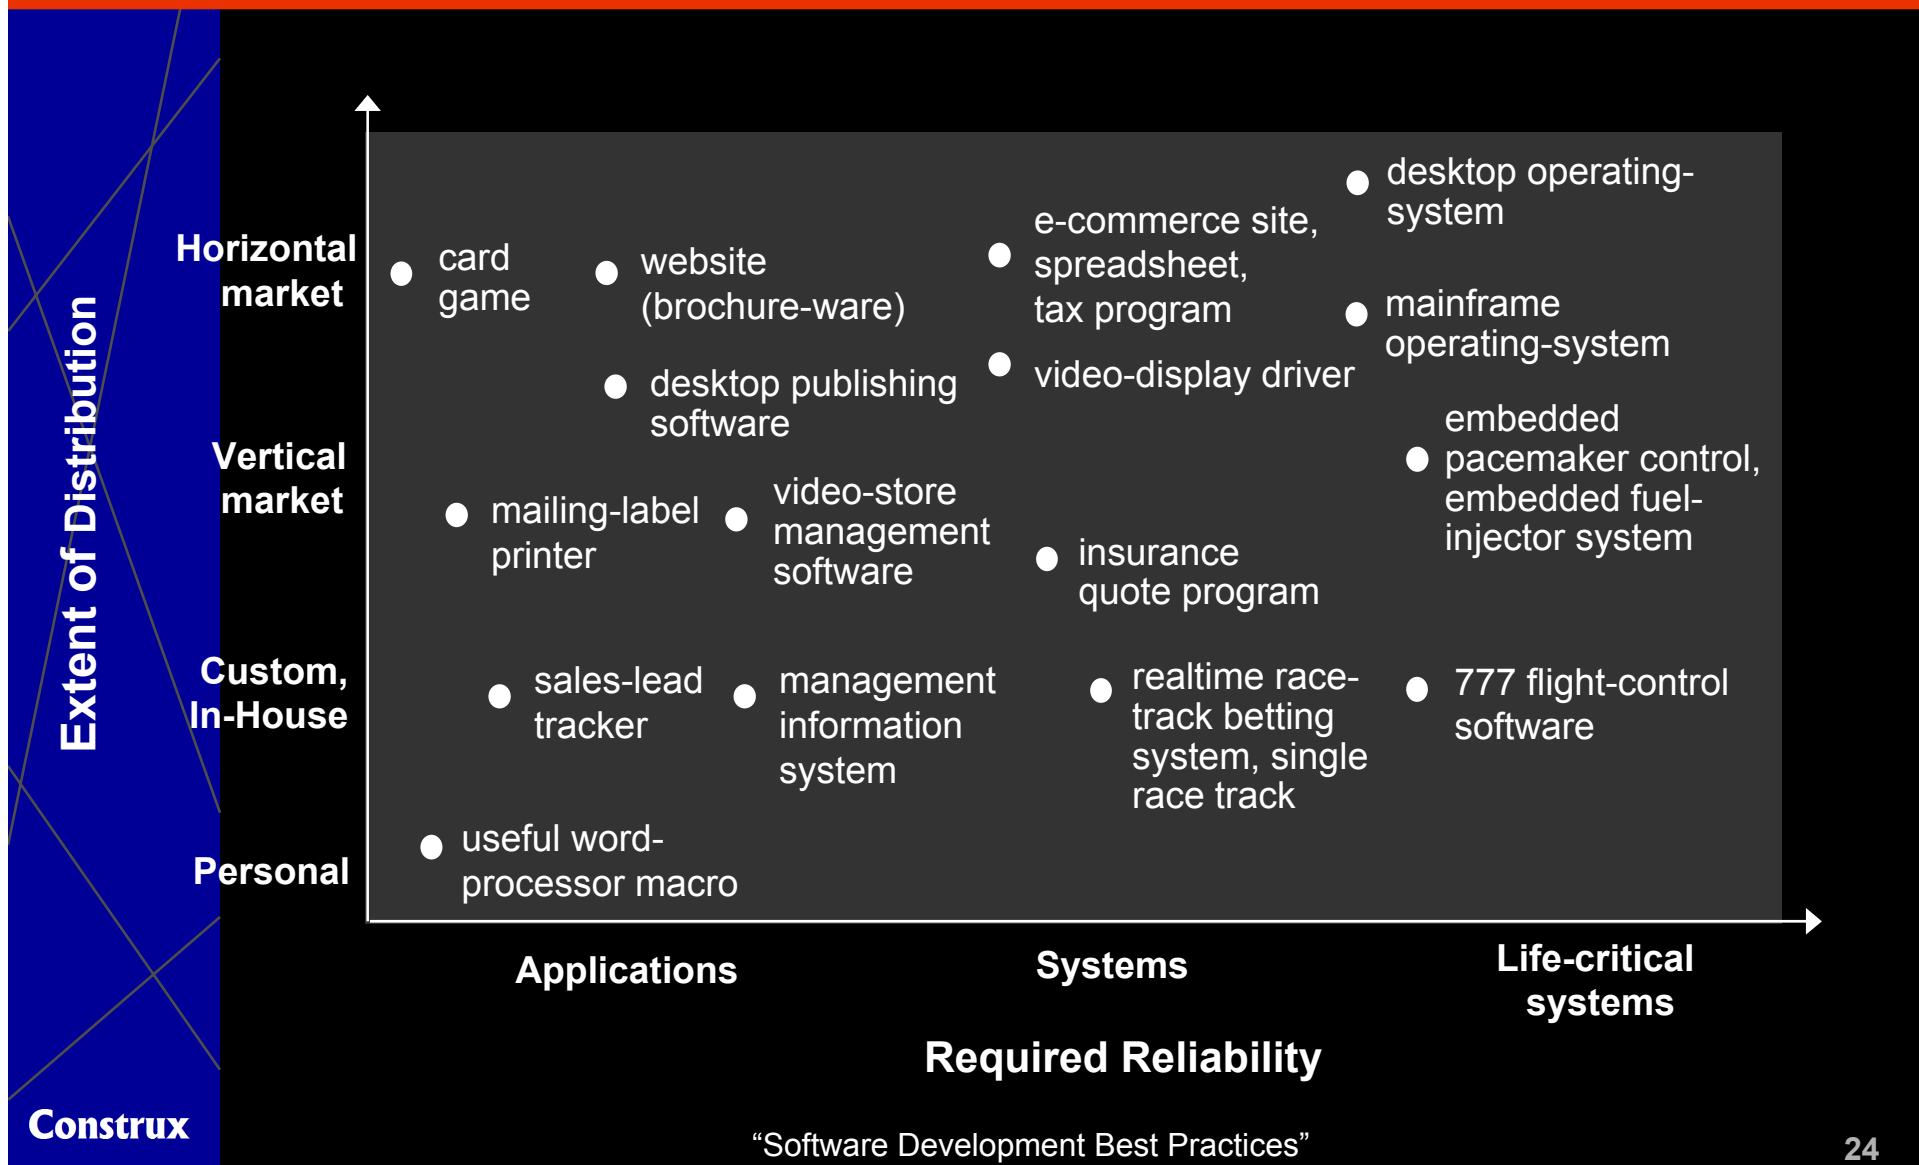 Extent of Distribution
Horizontal
market
Vertical
market
Custom,
In-House
Personal
card
game
website
(brochure-ware)
e-commerce site,
spreadsheet,
tax program
desktop operating-
system
mainframe
operating-system
desktop publishing
software
video-display driver
embedded
pacemaker control,
embedded fuel-
injector system
mailing-label
printer
video-store
management
software
insurance
quote program
sales-lead
tracker
management
information
system
realtime race-
track betting
system, single
race track
777 flight-control
software
useful word-
processor macro
Applications
Systems
Life-critical
systems
Required Reliability
Construx
“Software Development Best Practices”
24